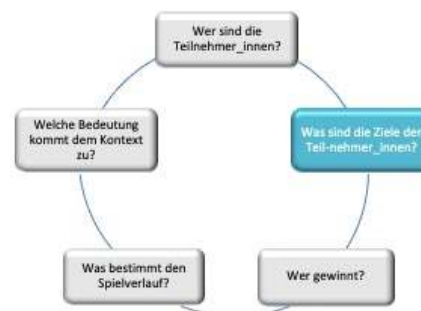 Wer sind die
Teilnehmer_innen?
Welche Bedeutung
kommt dem Kontext
zu?
Was sind die Ziele der
Teil-nehmer_innen?
Was bestimmt den
Spielverlauf?
Wer gewinnt?